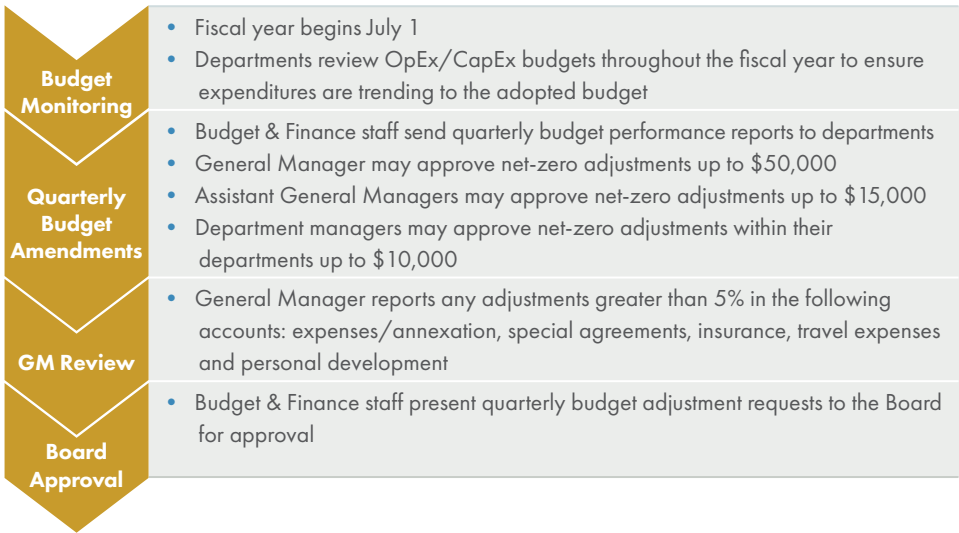 Budget
Monitoring
• Fiscal year begins July 1
• Departments review OpEx/CapEx budgets throughout the fiscal year to ensure
expenditures are trending to the adopted budget
Quarterly
Budget
Amendments
• Budget & Finance staff send quarterly budget performance reports to departments
• General Manager may approve net-zero adjustments up to $50,000
• Assistant General Managers may approve net-zero adjustments up to $15,000
• Department managers may approve net-zero adjustments within their
departments up to $10,000
GM Review
• General Manager reports any adjustments greater than 5% in the following
accounts: expenses/annexation, special agreements, insurance, travel expenses
and personal development
Board
Approval
• Budget & Finance staff present quarterly budget adjustment requests to the Board
for approval